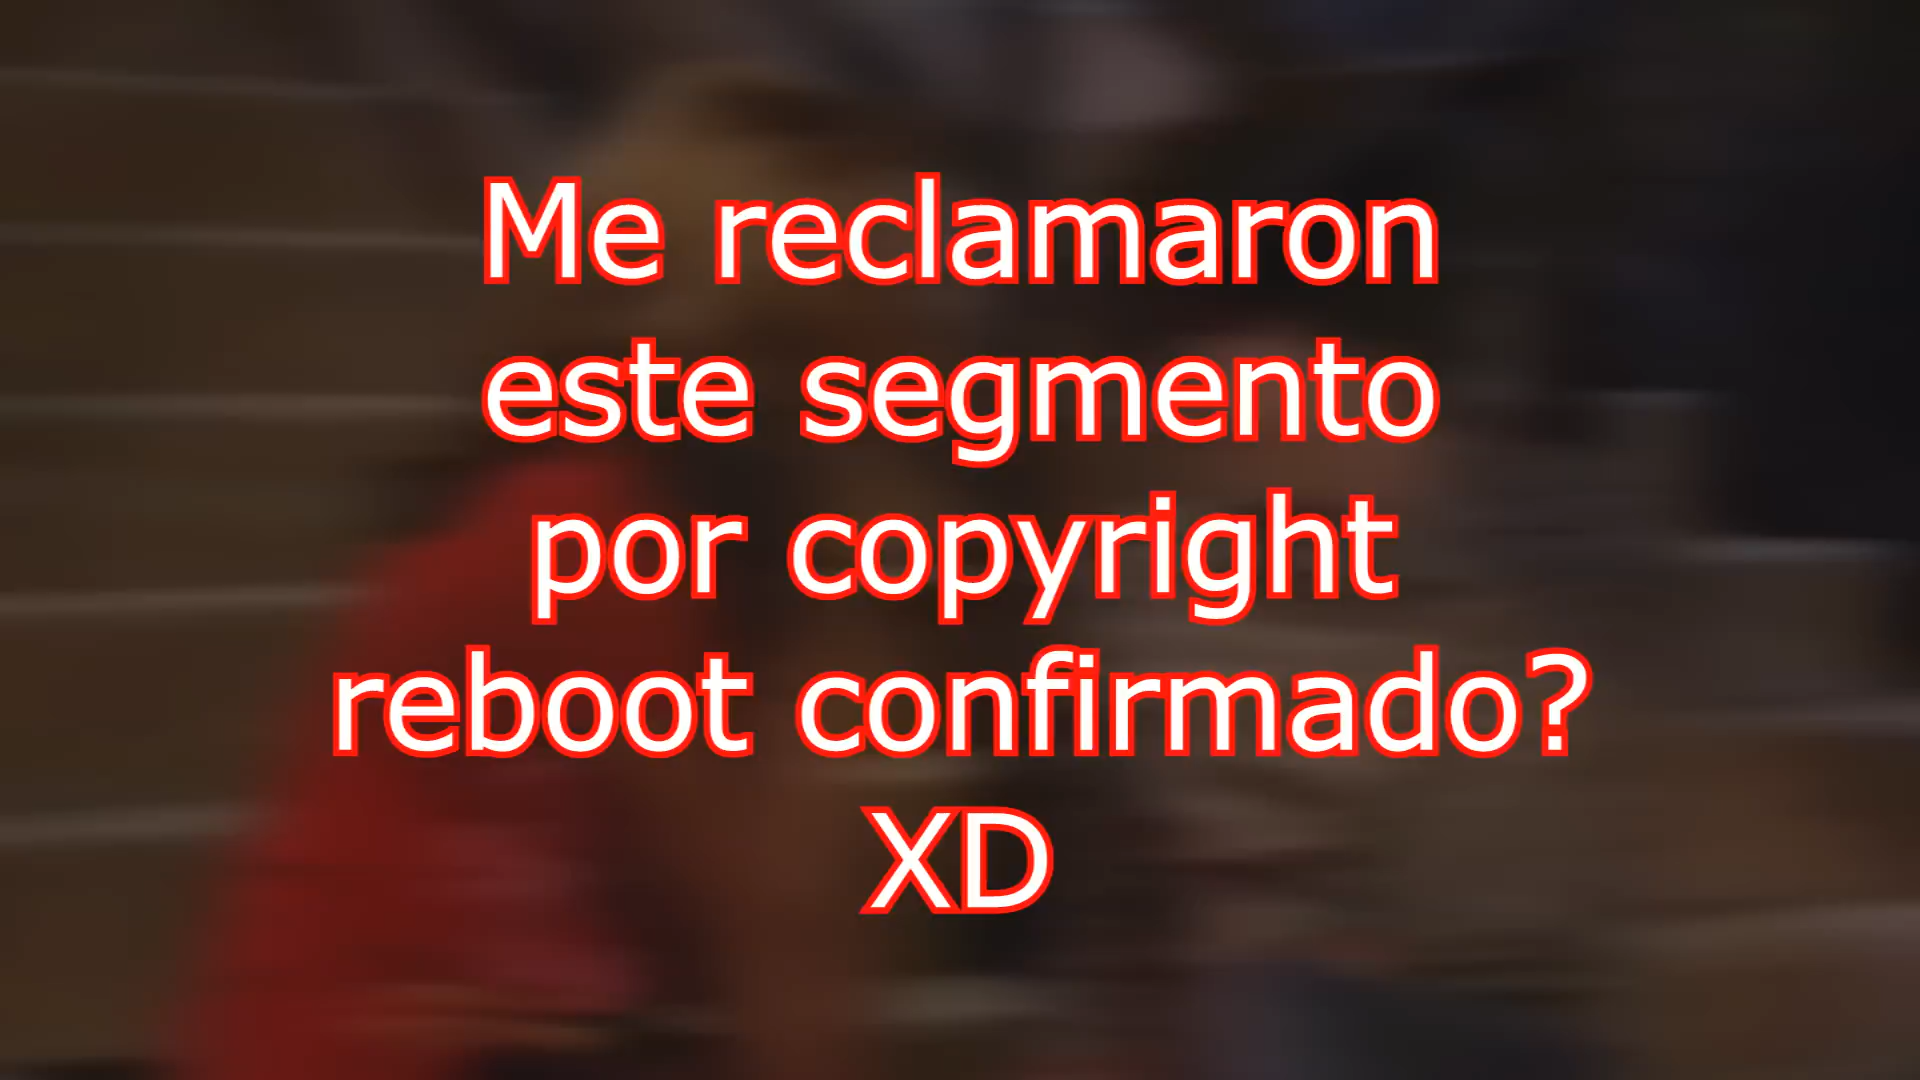 Me reclamaron
este segmento
por copyright
reboot confirmado?
XD